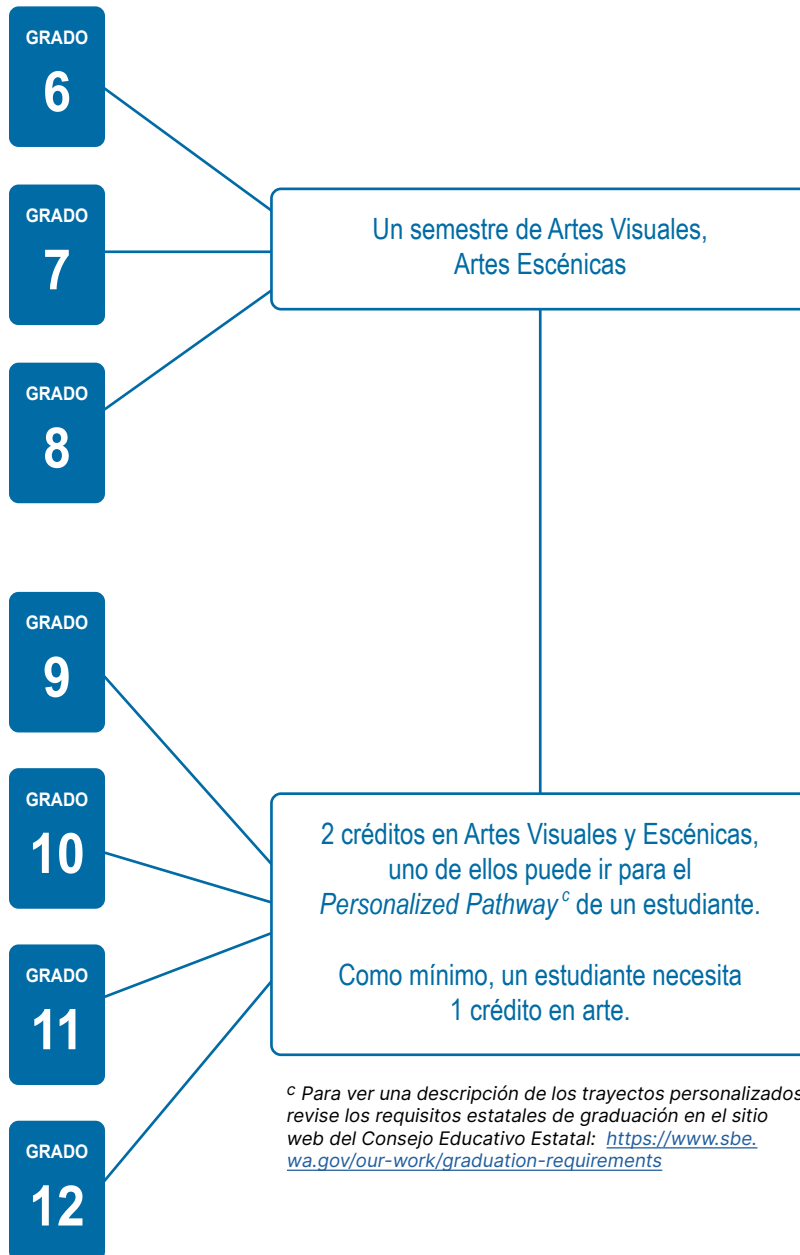 GRADO
6
GRADO
7
GRADO
8
Un semestre de Artes Visuales,
Artes Escénicas
GRADO
9
GRADO
10
GRADO
11
GRADO
12
2 créditos en Artes Visuales y Escénicas,
uno de ellos puede ir para el
Personalized Pathway c de un estudiante.
Como mínimo, un estudiante necesita
1 crédito en arte.
c Para ver una descripción de los trayectos personalizados
revise los requisitos estatales de graduación en el sitio
web del Consejo Educativo Estatal: https://www.sbe.
wa.gov/our-work/graduation-requirements